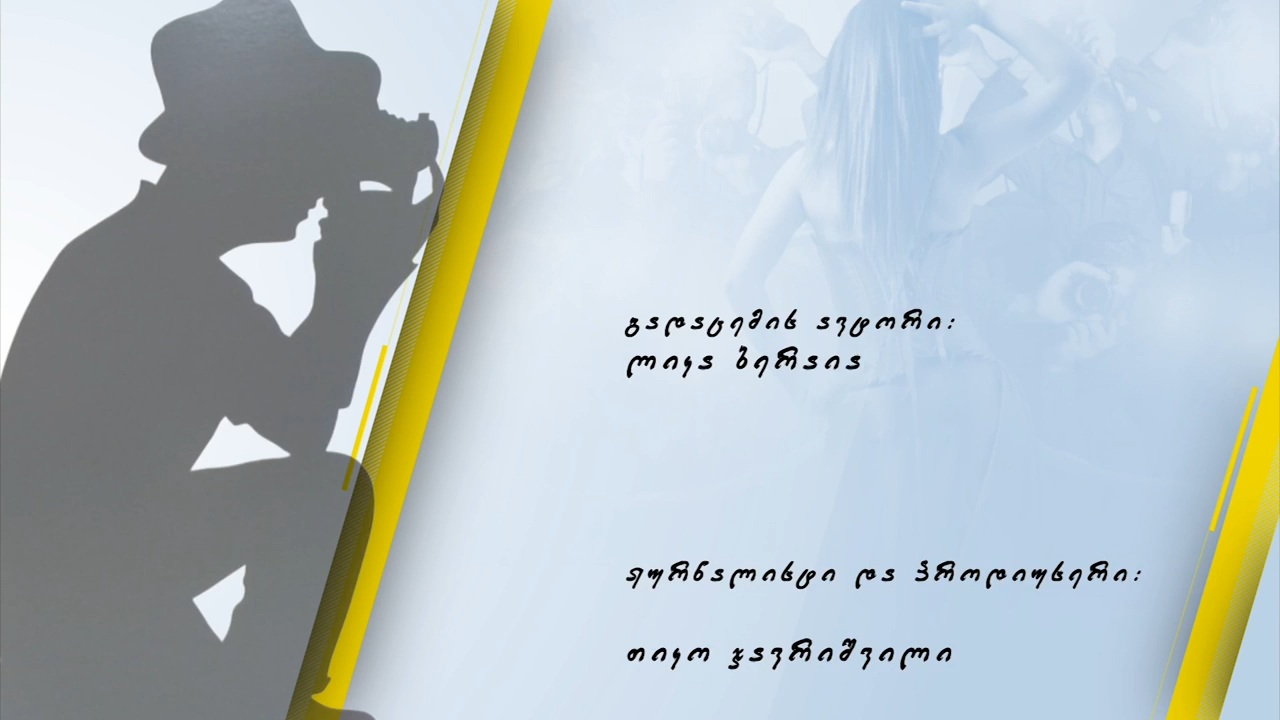 გადაცემის ავტორი:
ლიკა ბერაია
ჟურნალისტი და პროდიუსერი:
თიკო ჯავრიშვილი